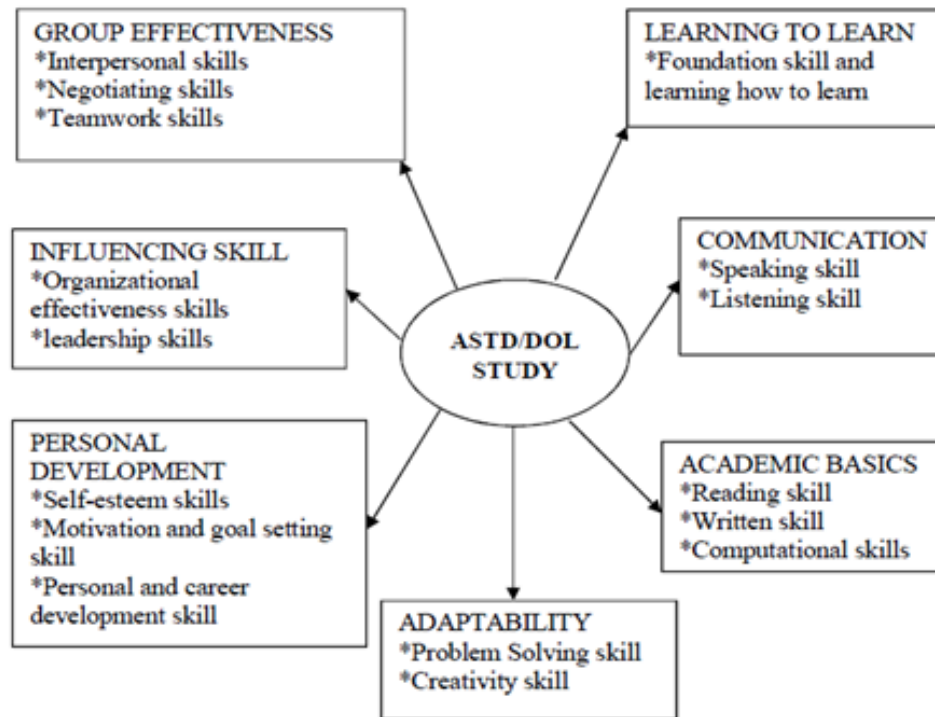 GROUP EFFECTIVENESS
*Interpersonal skills
*Negotiating skills
*Teamwork skills
LEARNING TO LEARN
*Foundation skill and
learning how to learn
INFLUENCING SKILL
*Organizational
effectiveness skills
*leadership skills
COMMUNICATION
*Speaking skill
*Listening skill
ASTD/DOL
STUDY
PERSONAL
DEVELOPMENT
*Self-esteem skills
*Motivation and goal setting
skill
*Personal and career
development skill
ACADEMIC BASICS
*Reading skill
*Written skill
*Computational skills
ADAPTABILITY
*Problem Solving skill
*Creativity skill